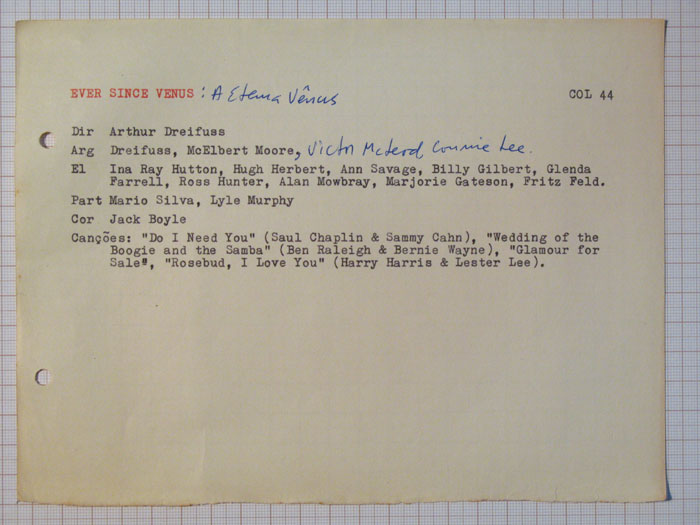 EVER SINCE VENUS : A Eterna Vênus COL 44
Dir Arthur Dreifuss
Arg Dreifuss, McElbert Moore, Victor McLeod, Connie Lee.
El Ina Ray Hutton, Hugh Herbert, Ann Savage, Billy Gilbert, Glenda
Farrell, Ross Hunter, Alan Mowbray, Marjorie Gateson, Fritz Feld.
Part Mario Silva, Lyle Murphy
Cor Jack Boyle
Canções: "Do I Need You" (Saul Chaplin & Sammy Cahn), "Wedding of the
Boogie and the Samba" (Ben Raleigh & Bernie Wayne), "Glamour for
Sale", "Rosebud, I Love You" (Harry Harris & Lester Lee).